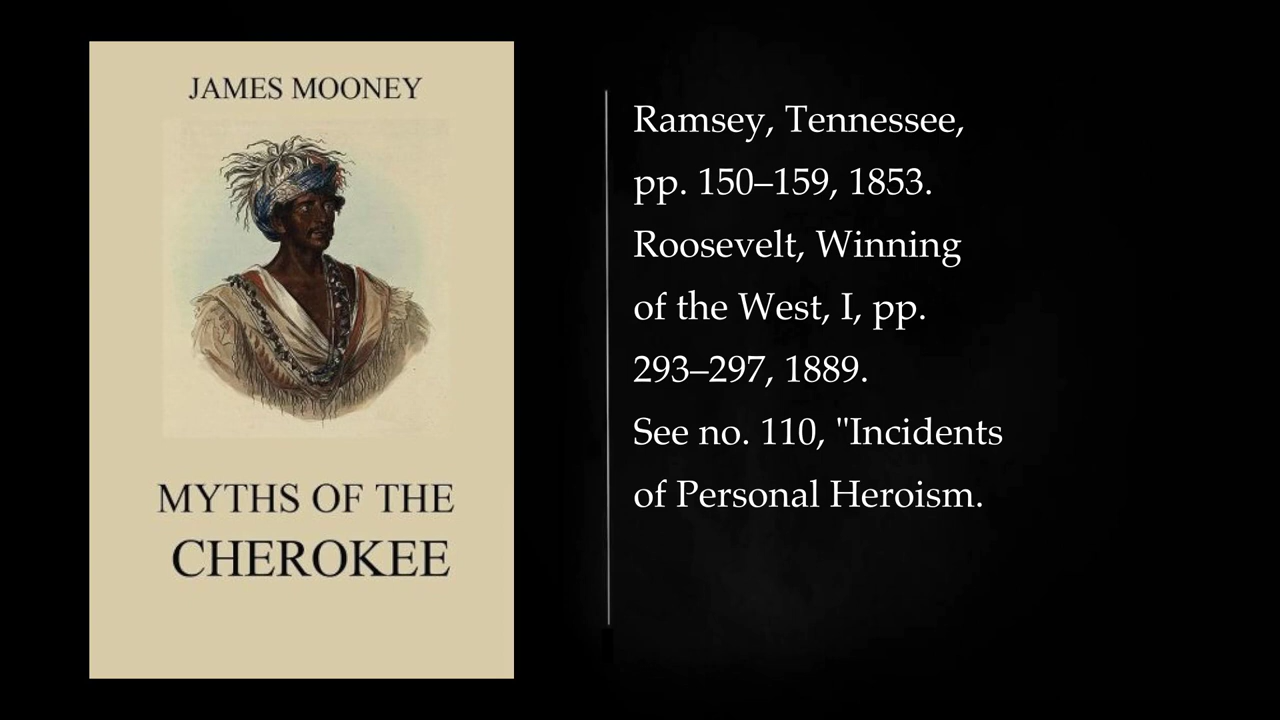 JAMES MOONEY
MYTHS OF THE
CHEROKEE
Ramsey, Tennessee,
pp. 150–159, 1853.
Roosevelt, Winning
of the West, I, pp.
293–297, 1889.
See no. 110, "Incidents
of Personal Heroism.